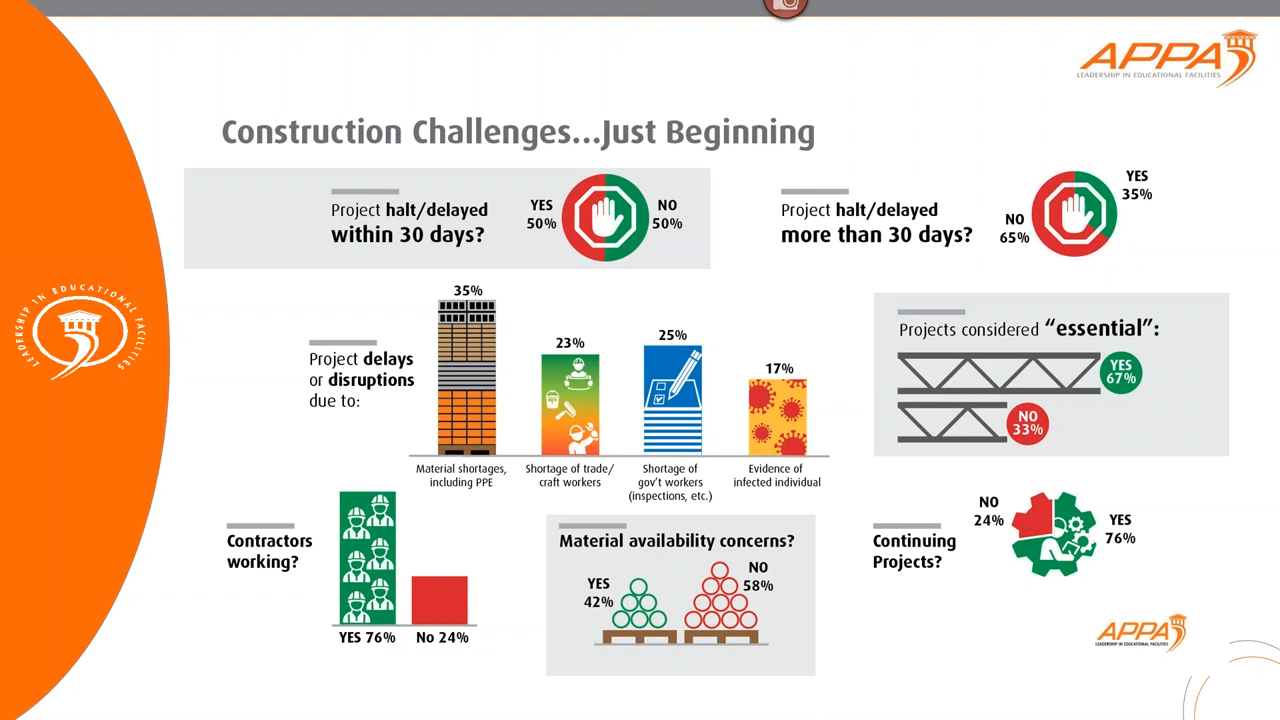 APPA
LEADERSHIP IN EDUCATIONAL FACILITIES
Construction Challenges...Just Beginning
Project halt/delayed
within 30 days?
YES
50%
NO
50%
Project halt/delayed
more than 30 days?
NO
65%
YES
35%
LEADERSHIP IN EDUCATIONAL FACILITIES
Project delays
or disruptions
due to:
35%
23%
25%
17%
Material shortages,
including PPE
Shortage of trade/
craft workers
Shortage of
gov't workers
(inspections, etc.)
Evidence of
infected individual
Projects considered “essential”:
YES
67%
NO
33%
Contractors
working?
YES 76%
No 24%
Material availability concerns?
YES
42%
NO
58%
Continuing
Projects?
NO
24%
YES
76%
APPA
LEADERSHIP IN EDUCATIONAL FACILITIES